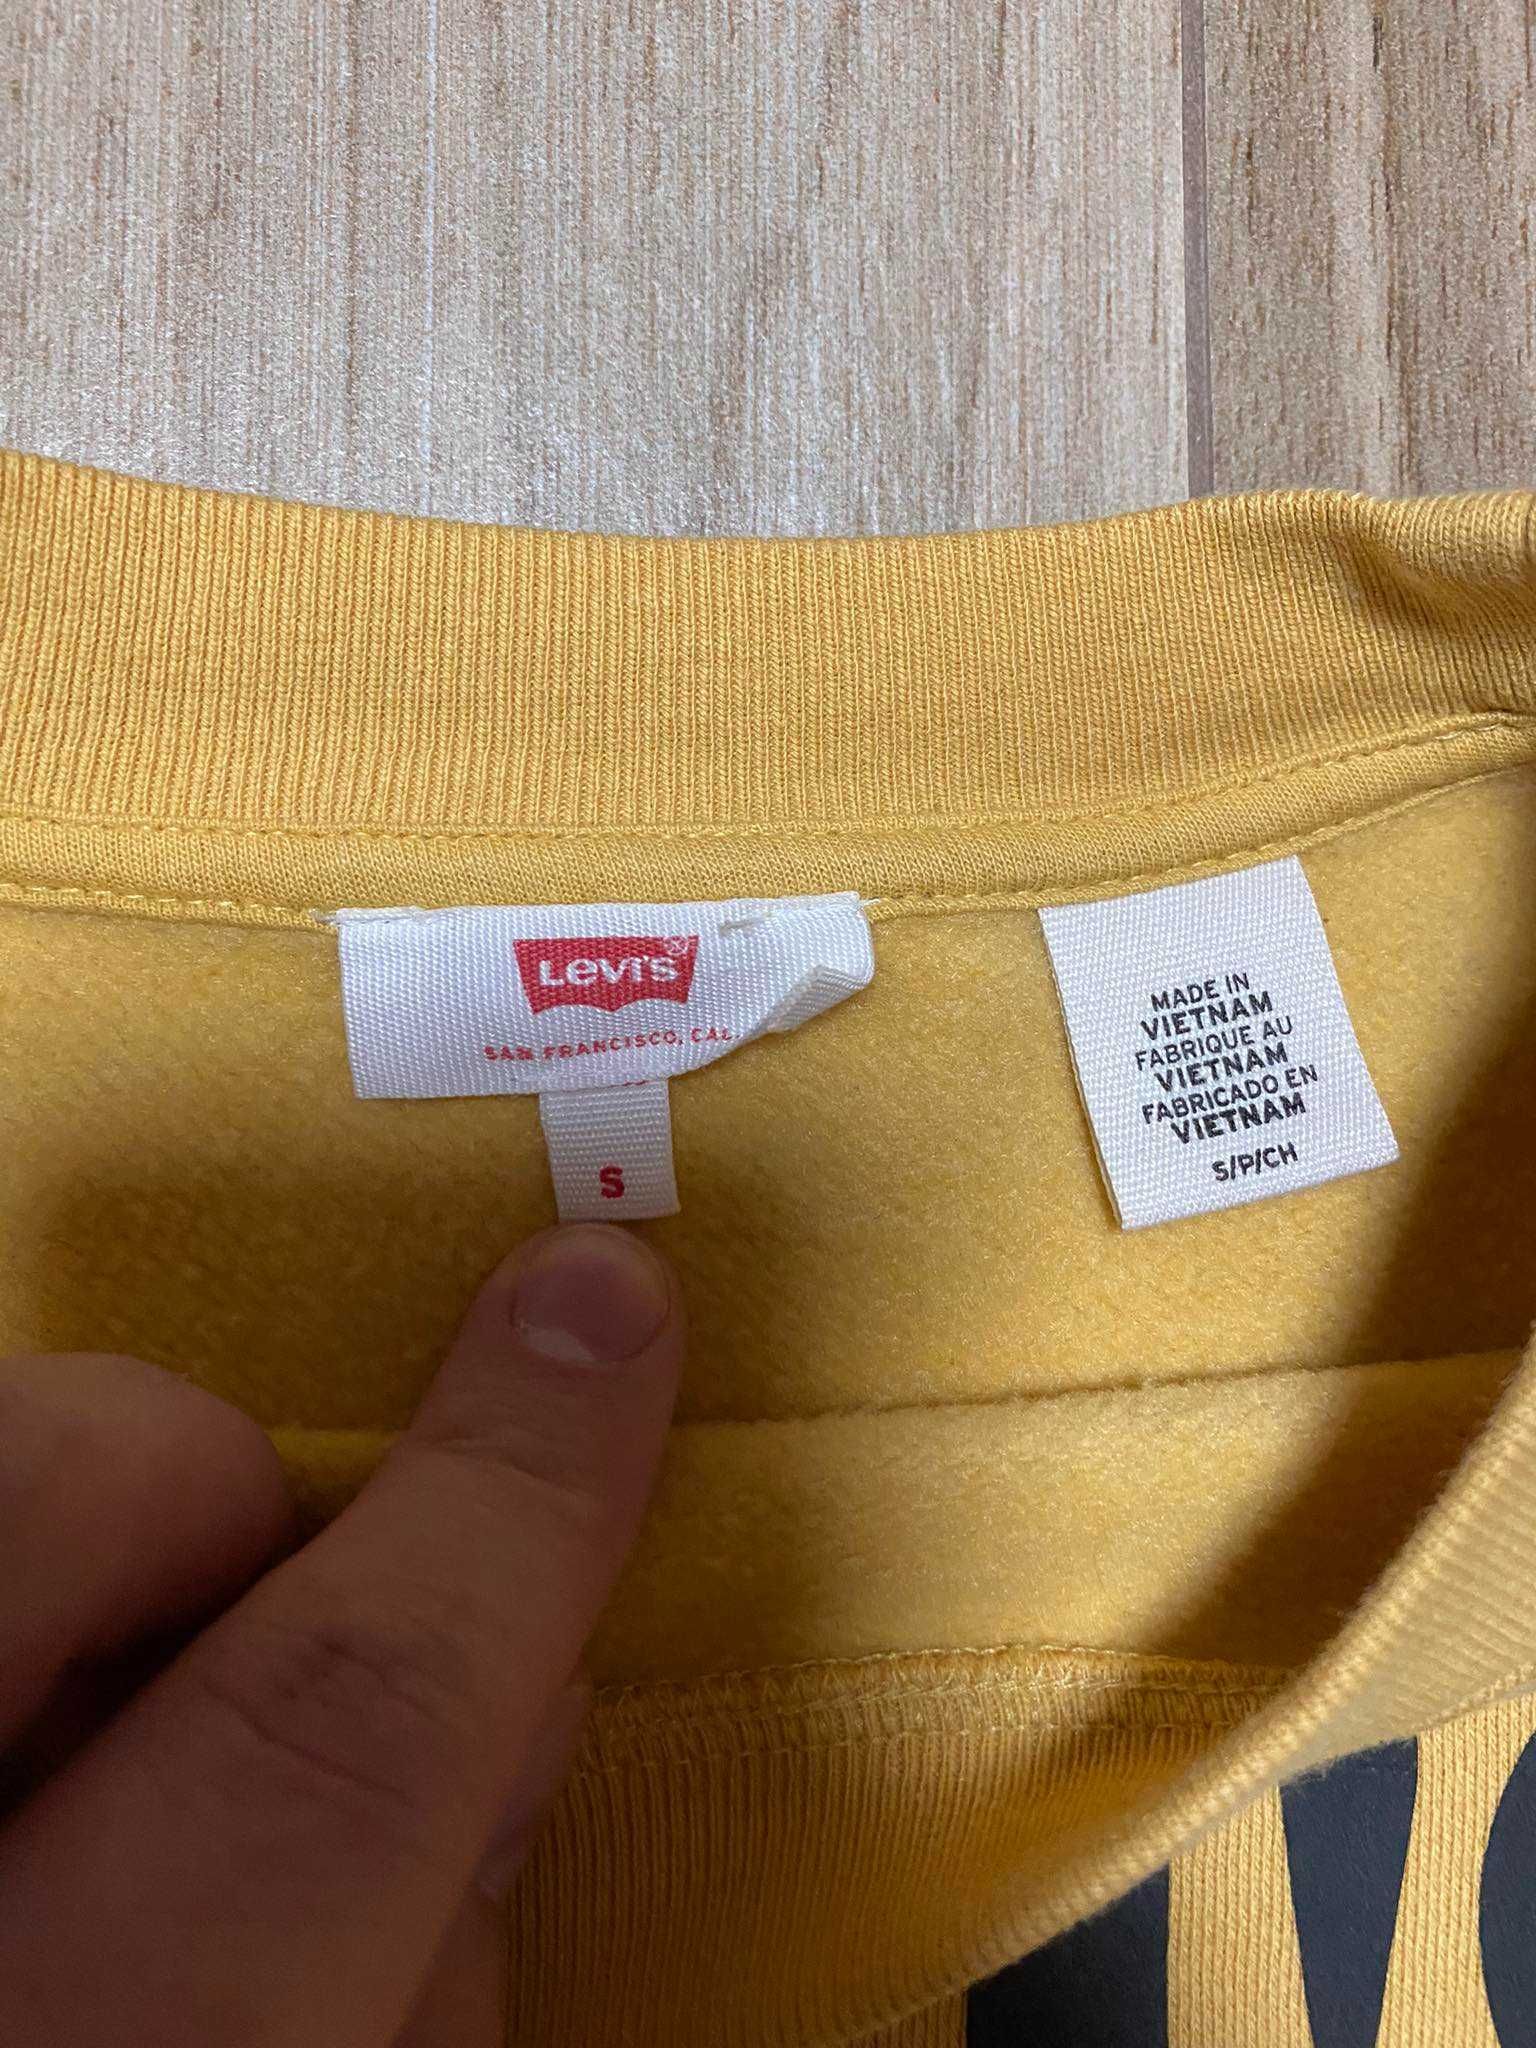 Levi's
SAN FRANCISCO, CAL.
S
MADE IN
VIETNAM
FABRIQUE AU
VIETNAM
FABRICADO EN
VIETNAM
S/P/CH